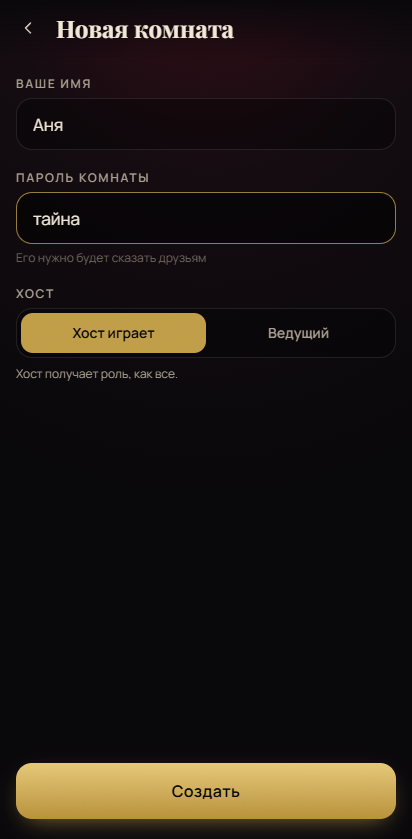 Новая комната
ВАШЕ ИМЯ
Аня
ПАРОЛЬ КОМНАТЫ
тайна
Его нужно будет сказать друзьям
ХОСТ
Хост играет
Ведущий
Хост получает роль, как все.
Создать